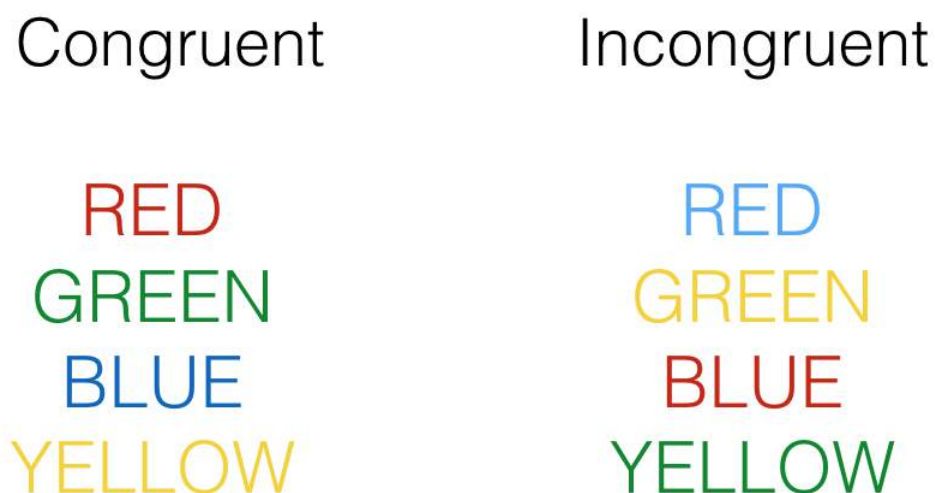 Congruent Incongruent
RED RED
GREEN GREEN
BLUE BLUE
YELLOW YELLOW